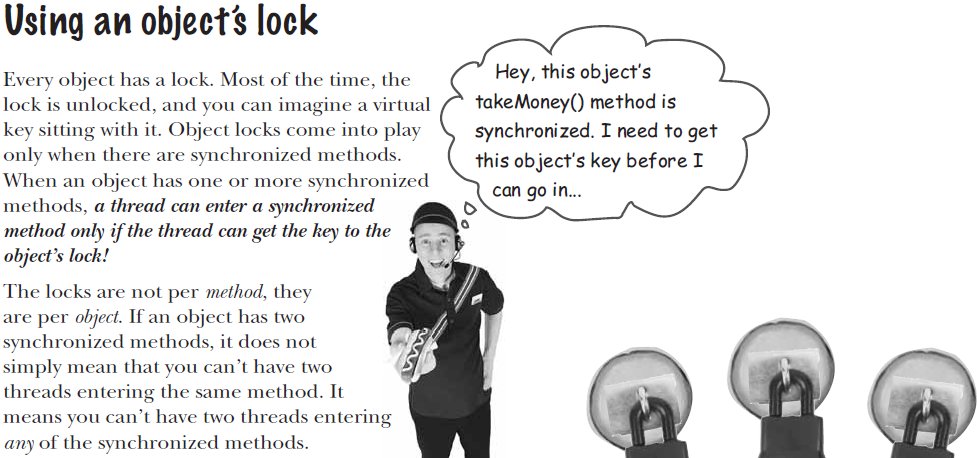 Using an object's lock
Every object has a lock. Most of the time, the
lock is unlocked, and you can imagine a virtual
key sitting with it. Object locks come into play
only when there are synchronized methods.
When an object has one or more synchronized
methods, a thread can enter a synchronized
method only if the thread can get the key to the
object's lock!
The locks are not per method, they
are per object. If an object has two
synchronized methods, it does not
simply mean that you can't have two
threads entering the same method. It
means you can't have two threads entering
any of the synchronized methods.
Hey, this object's
takeMoney() method is
synchronized. I need to get
this object's key before I
can go in...